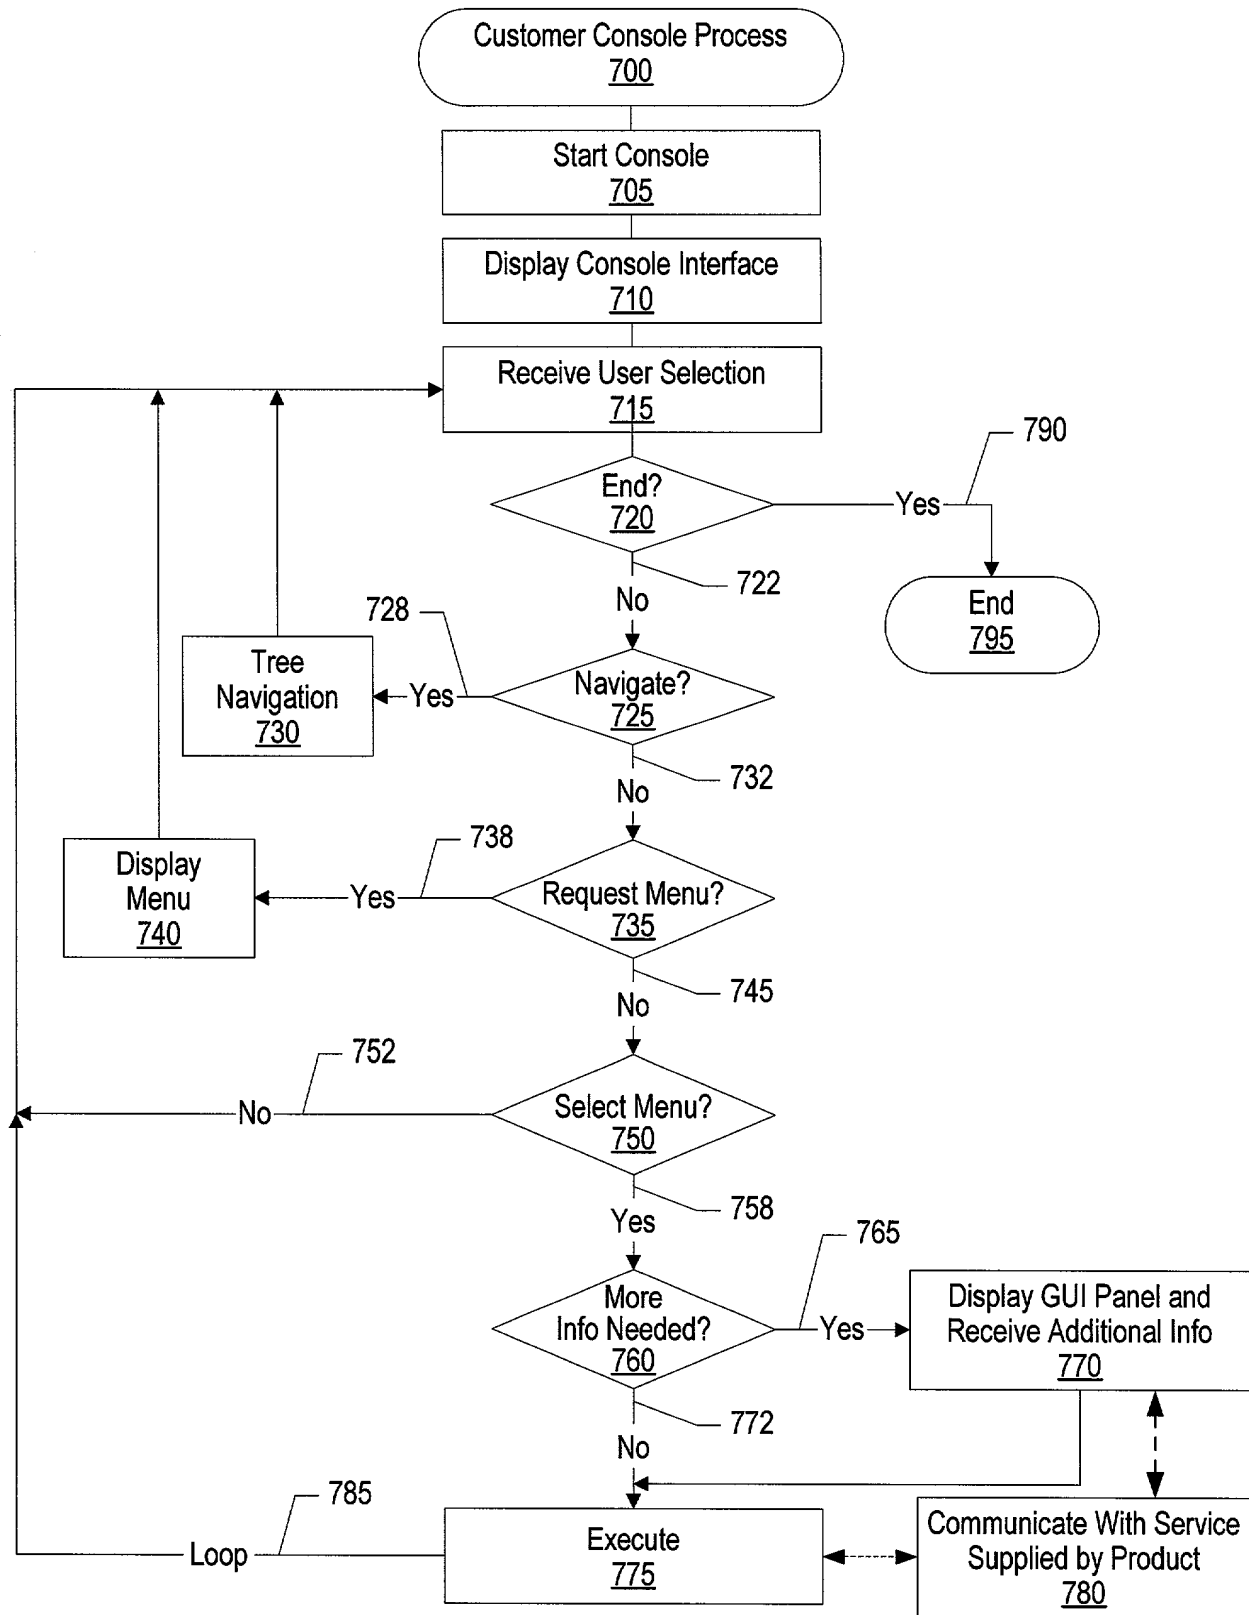 Customer Console Process
700
Start Console
705
Display Console Interface
710
Receive User Selection
715
790
End?
720
Yes
722
No
End
795
728
Tree
Navigation
730
Yes
Navigate?
725
732
No
738
Display
Menu
740
Yes
Request Menu?
735
745
No
752
No
Select Menu?
750
758
Yes
765
More
Info Needed?
760
Yes
Display GUI Panel and
Receive Additional Info
770
772
No
785
Loop
Execute
775
Communicate With Service
Supplied by Product
780